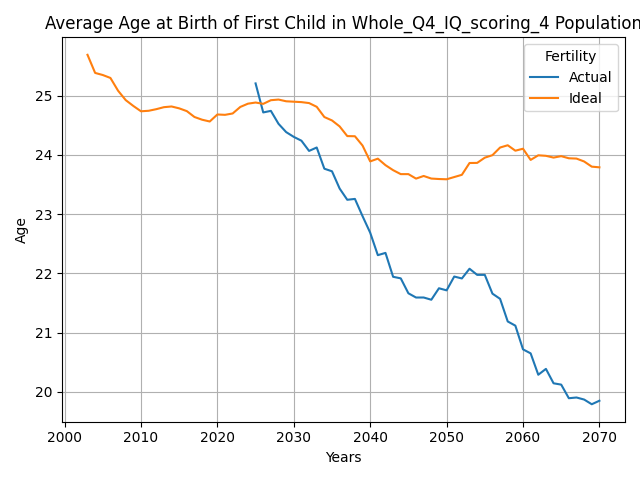 Average Age at Birth of First Child in Whole_Q4_IQ_scoring_4 Population
Fertility
Actual
Ideal
25
24
23
22
21
20
Age
2000 2010 2020 2030 2040 2050 2060 2070
Years